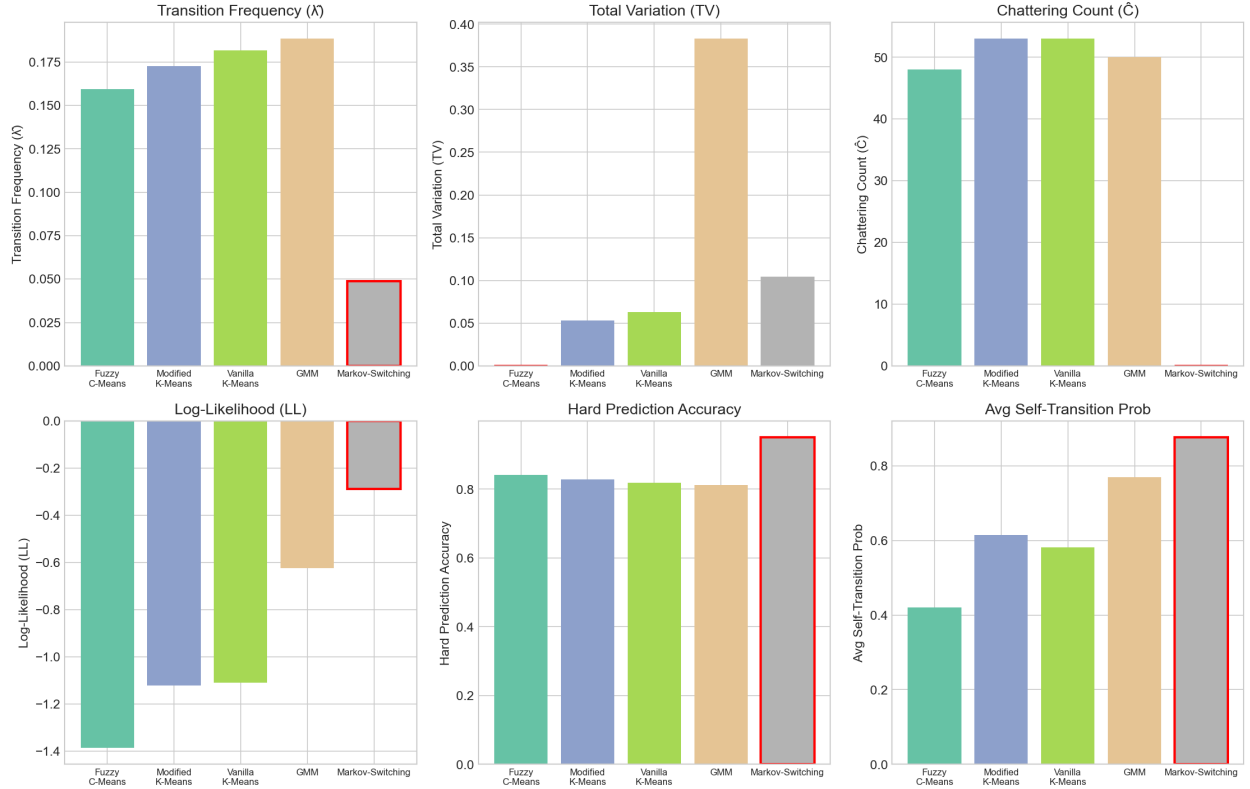 Transition Frequency (λ̂)
Transition Frequency (λ̂)
0.175
0.150
0.125
0.100
0.075
0.050
0.025
0.000
Fuzzy
C-Means
Modified
K-Means
Vanilla
K-Means
GMM
Markov-Switching
Total Variation (TV)
Total Variation (TV)
0.40
0.35
0.30
0.25
0.20
0.15
0.10
0.05
0.00
Fuzzy
C-Means
Modified
K-Means
Vanilla
K-Means
GMM
Markov-Switching
Chattering Count (Ĉ)
Chattering Count (Ĉ)
50
40
30
20
10
0
Fuzzy
C-Means
Modified
K-Means
Vanilla
K-Means
GMM
Markov-Switching
Log-Likelihood (LL)
Log-Likelihood (LL)
0.0
−0.2
−0.4
−0.6
−0.8
−1.0
−1.2
−1.4
Fuzzy
C-Means
Modified
K-Means
Vanilla
K-Means
GMM
Markov-Switching
Hard Prediction Accuracy
Hard Prediction Accuracy
0.8
0.6
0.4
0.2
0.0
Fuzzy
C-Means
Modified
K-Means
Vanilla
K-Means
GMM
Markov-Switching
Avg Self-Transition Prob
Avg Self-Transition Prob
0.8
0.6
0.4
0.2
0.0
Fuzzy
C-Means
Modified
K-Means
Vanilla
K-Means
GMM
Markov-Switching